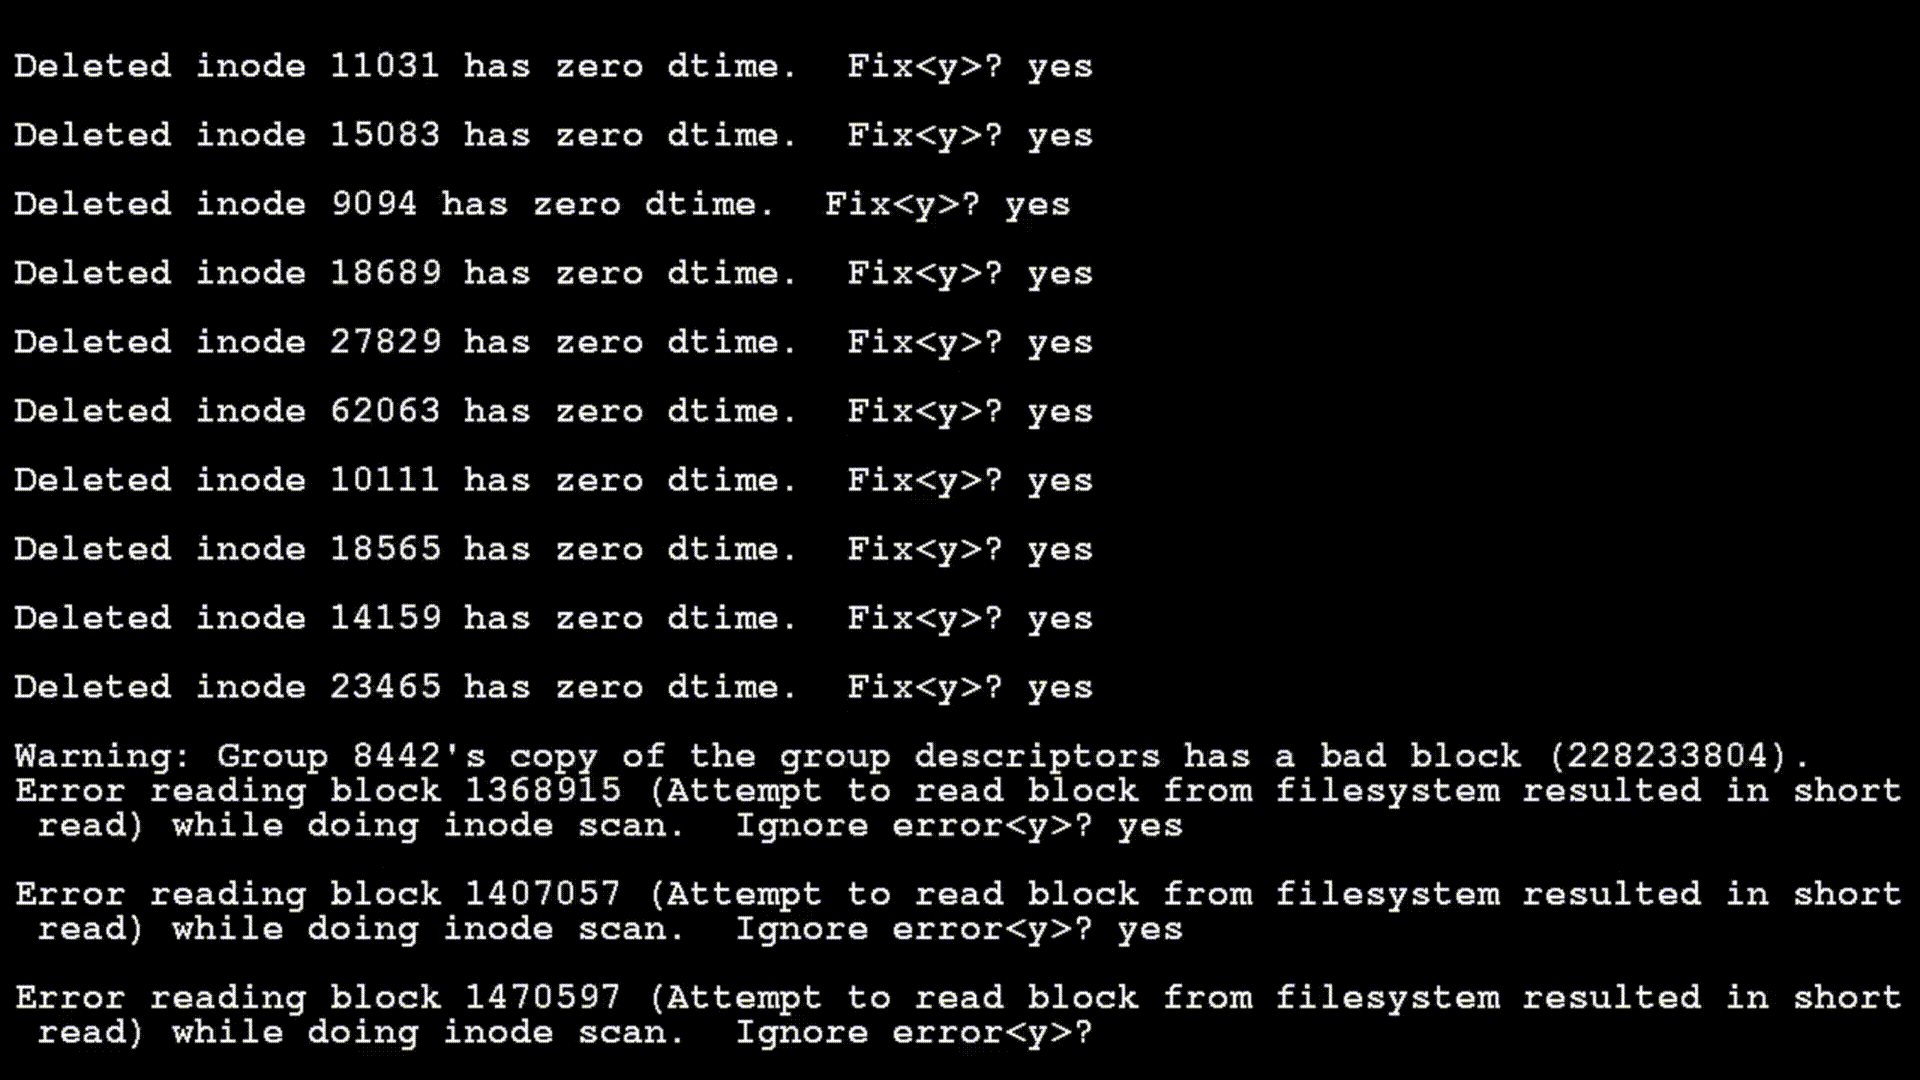 Deleted inode 11031 has zero dtime.  Fix<y>? yes
Deleted inode 15083 has zero dtime.  Fix<y>? yes
Deleted inode 9094 has zero dtime.  Fix<y>? yes
Deleted inode 18689 has zero dtime.  Fix<y>? yes
Deleted inode 27829 has zero dtime.  Fix<y>? yes
Deleted inode 62063 has zero dtime.  Fix<y>? yes
Deleted inode 10111 has zero dtime.  Fix<y>? yes
Deleted inode 18565 has zero dtime.  Fix<y>? yes
Deleted inode 14159 has zero dtime.  Fix<y>? yes
Deleted inode 23465 has zero dtime.  Fix<y>? yes
Warning: Group 8442's copy of the group descriptors has a bad block (228233804).
Error reading block 1368915 (Attempt to read block from filesystem resulted in short
read) while doing inode scan.  Ignore error<y>? yes
Error reading block 1407057 (Attempt to read block from filesystem resulted in short
read) while doing inode scan.  Ignore error<y>? yes
Error reading block 1470597 (Attempt to read block from filesystem resulted in short
read) while doing inode scan.  Ignore error<y>?